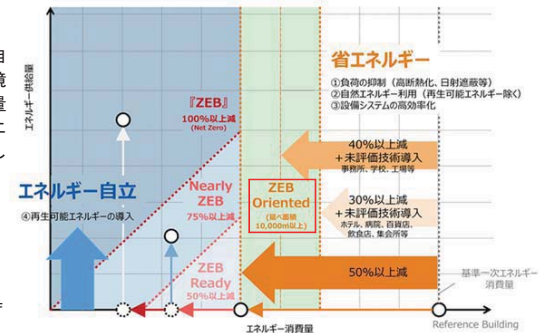 エネルギー供給量
省エネルギー
①負荷の抑制（高断熱化、日射遮蔽等）
②自然エネルギー利用（再生可能エネルギー除く）
③設備システムの高効率化
『ZEB』
100%以上減
(Net Zero)
40%以上減
＋未評価技術導入
事務所、学校、工場等
エネルギー自立
④再生可能エネルギーの導入
Nearly
ZEB
75%以上減
ZEB
Oriented
(延べ面積
10,000㎡以上)
30%以上減
＋未評価技術導入
ホテル、病院、百貨店、
飲食店、集会所等
ZEB
Ready
50%以上減
50%以上減
基準一次エネルギー
消費量
エネルギー消費量
Reference Building